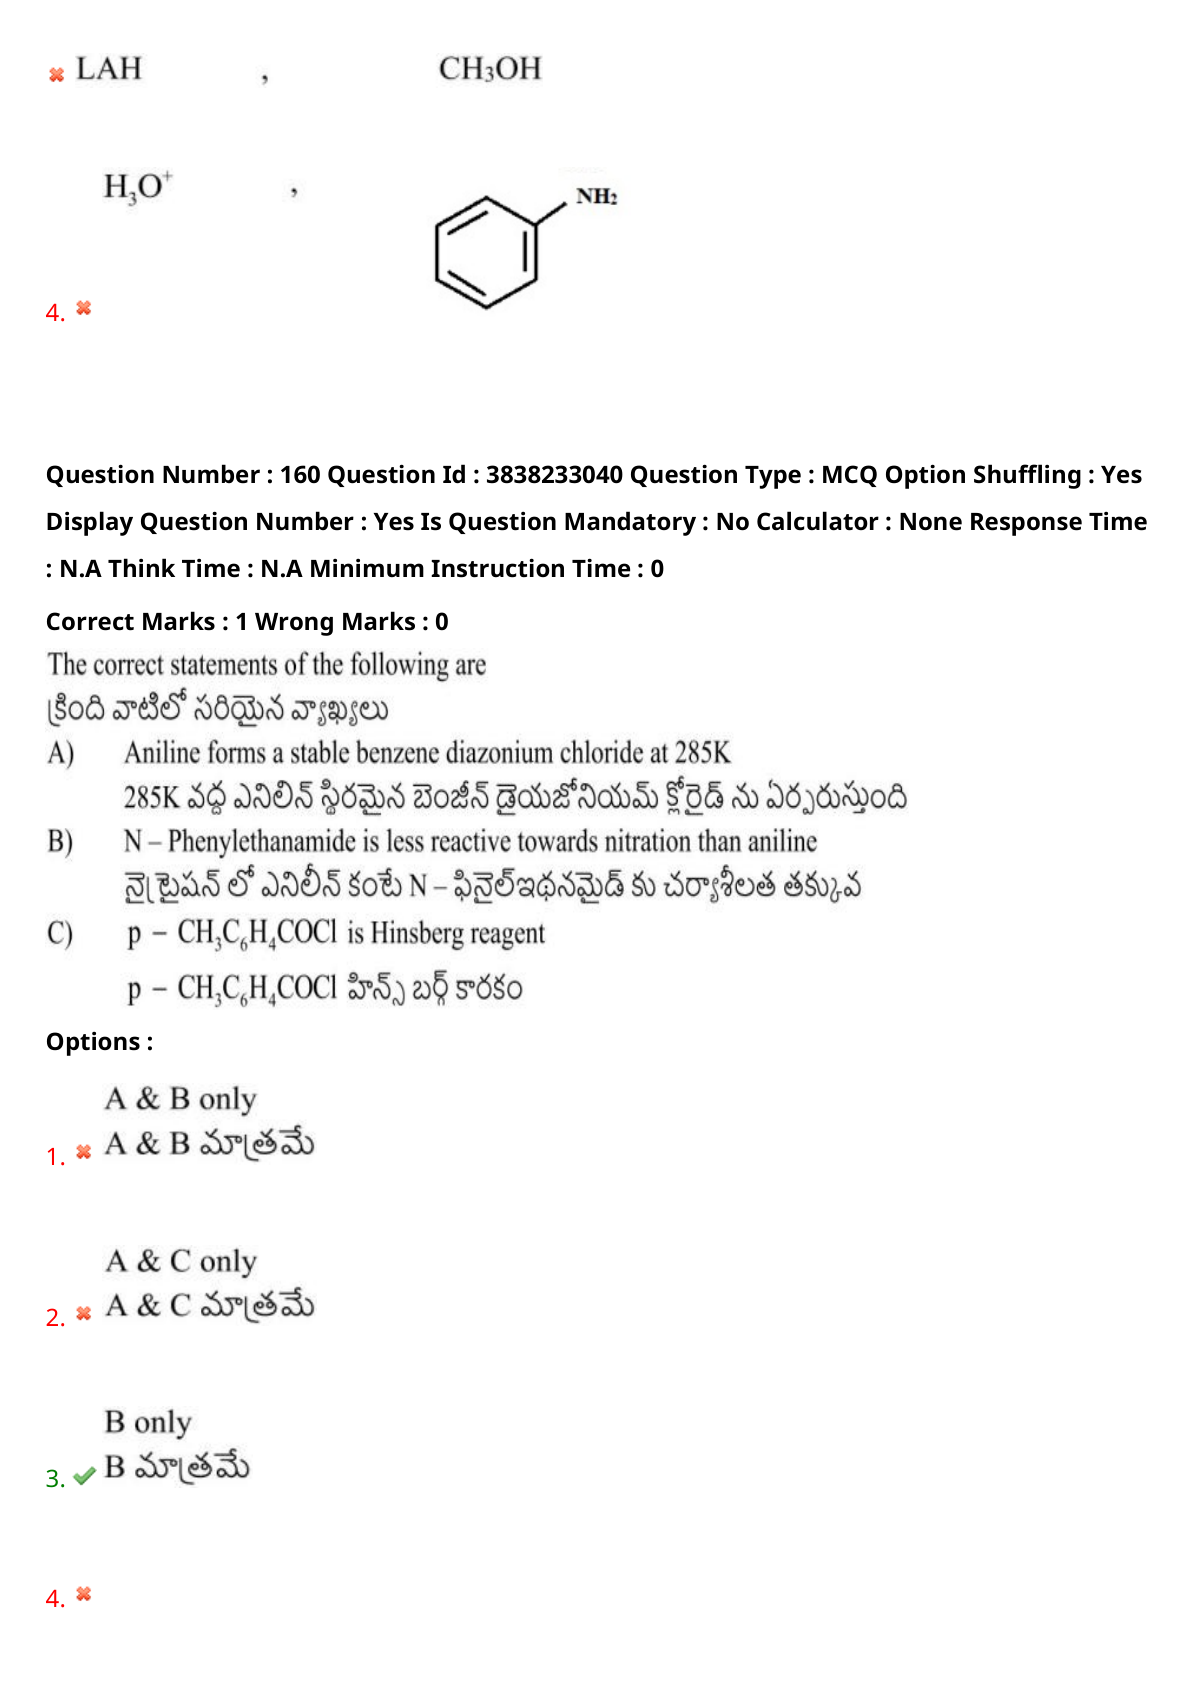 LAH , CH₃OH
H₃O⁺ ,
NH₂
4.
Question Number : 160 Question Id : 3838233040 Question Type : MCQ Option Shuffling : Yes
Display Question Number : Yes Is Question Mandatory : No Calculator : None Response Time
: N.A Think Time : N.A Minimum Instruction Time : 0
Correct Marks : 1 Wrong Marks : 0
The correct statements of the following are
క్రింది వాటిలో సరియైన వ్యాఖ్యలు
A) Aniline forms a stable benzene diazonium chloride at 285K
285K వద్ద ఎనిలిన్ స్థిరమైన బెంజీన్ డైయజోనియమ్ క్లోరైడ్ ను ఏర్పరుస్తుంది
B) N – Phenylethanamide is less reactive towards nitration than aniline
నైట్రేషన్ లో ఎనిలీన్ కంటే N – ఫినైల్ఇథనమైడ్ కు చర్యాశీలత తక్కువ
C) p – CH₃C₆H₄COCl is Hinsberg reagent
p – CH₃C₆H₄COCl హిన్స్ బర్గ్ కారకం
Options :
A & B only
1. A & B మాత్రమే
A & C only
2. A & C మాత్రమే
B only
3. B మాత్రమే
4.